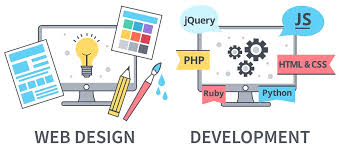 jQuery
JS
PHP
HTML & CSS
Ruby
Python
WEB DESIGN
DEVELOPMENT